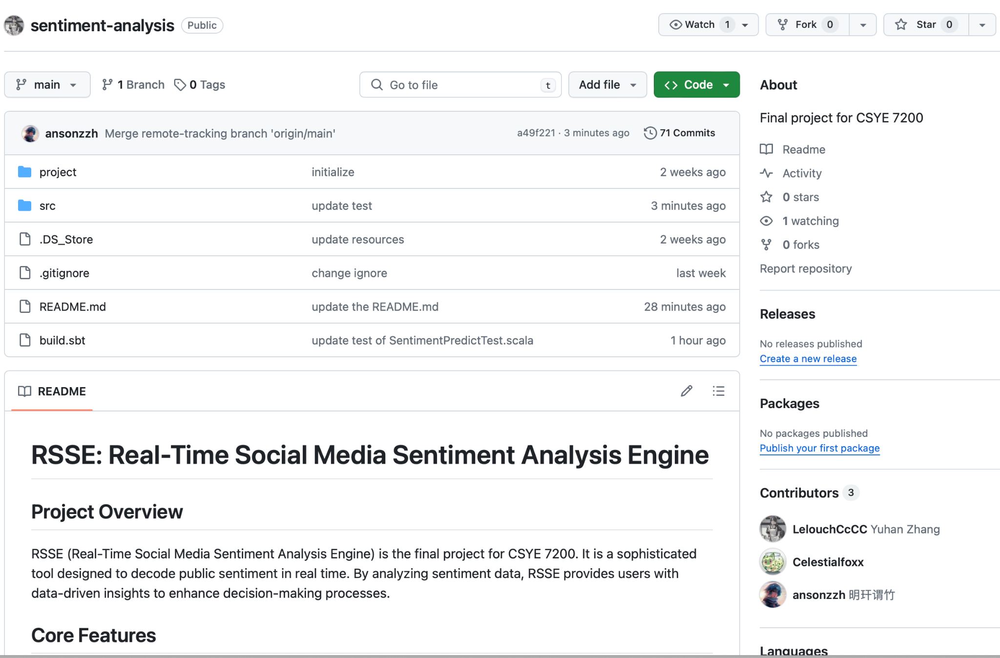 sentiment-analysis Public Watch 1 Fork 0 Star 0
main 1 Branch 0 Tags Go to file t Add file Code
ansonzzh Merge remote-tracking branch 'origin/main' a49f221 · 3 minutes ago 71 Commits
project initialize 2 weeks ago
src update test 3 minutes ago
.DS_Store update resources 2 weeks ago
.gitignore change ignore last week
README.md update the README.md 28 minutes ago
build.sbt update test of SentimentPredictTest.scala 1 hour ago
README
RSSE: Real-Time Social Media Sentiment Analysis Engine
Project Overview
RSSE (Real-Time Social Media Sentiment Analysis Engine) is the final project for CSYE 7200. It is a sophisticated
tool designed to decode public sentiment in real time. By analyzing sentiment data, RSSE provides users with
data-driven insights to enhance decision-making processes.
Core Features
About
Final project for CSYE 7200
Readme
Activity
0 stars
1 watching
0 forks
Report repository
Releases
No releases published
Create a new release
Packages
No packages published
Publish your first package
Contributors 3
LelouchCcCC Yuhan Zhang
Celestialfoxx
ansonzzh 明玕谓竹
Languages